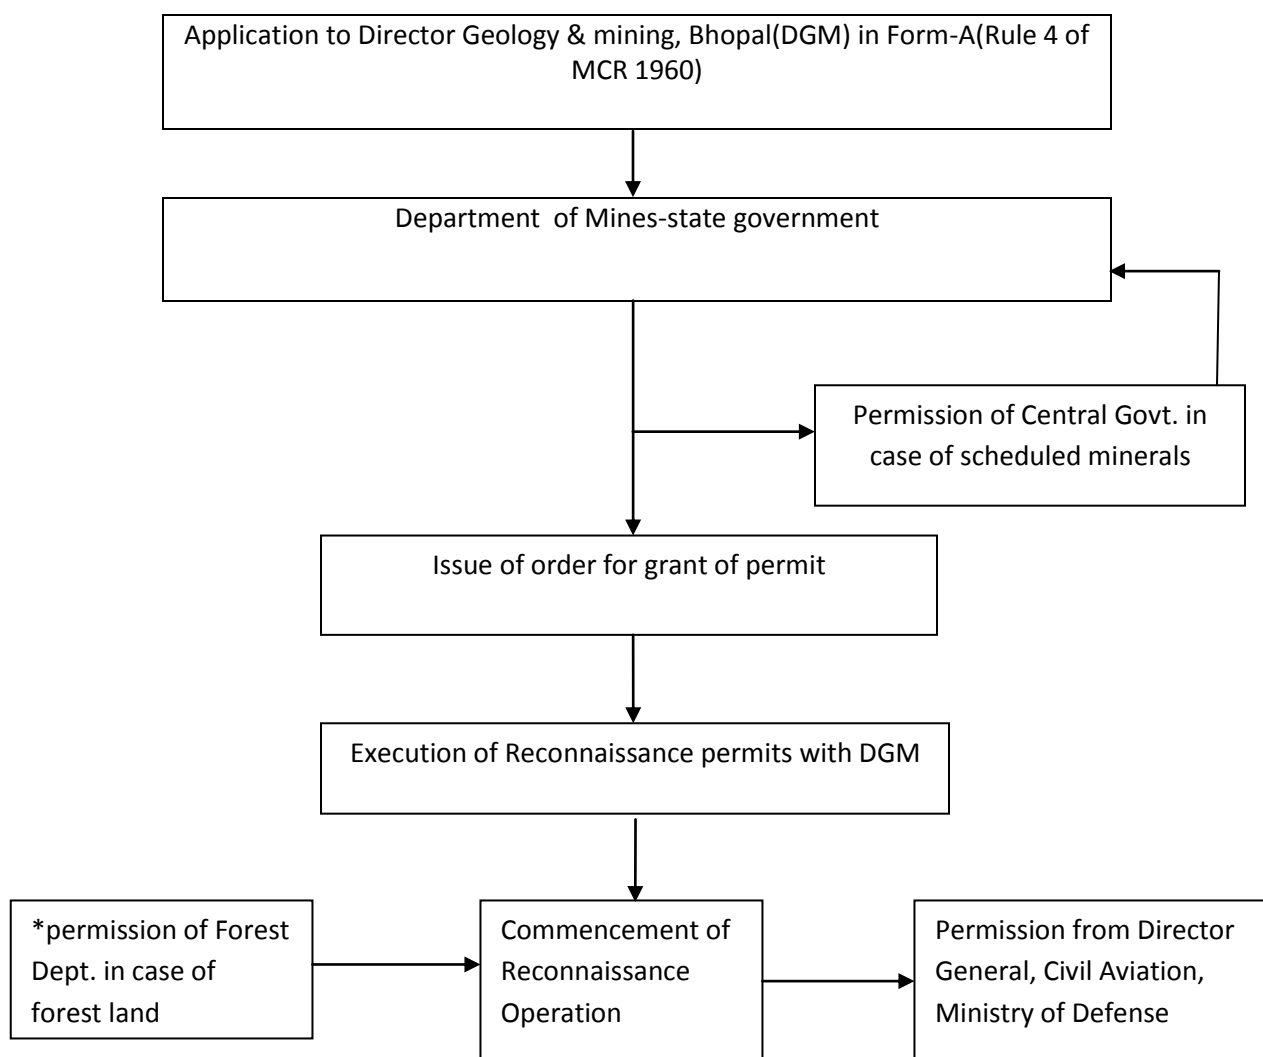 Application to Director Geology & mining, Bhopal(DGM) in Form-A(Rule 4 of
MCR 1960)
Department of Mines-state government
Permission of Central Govt. in
case of scheduled minerals
Issue of order for grant of permit
Execution of Reconnaissance permits with DGM
*permission of Forest
Dept. in case of
forest land
Commencement of
Reconnaissance
Operation
Permission from Director
General, Civil Aviation,
Ministry of Defense